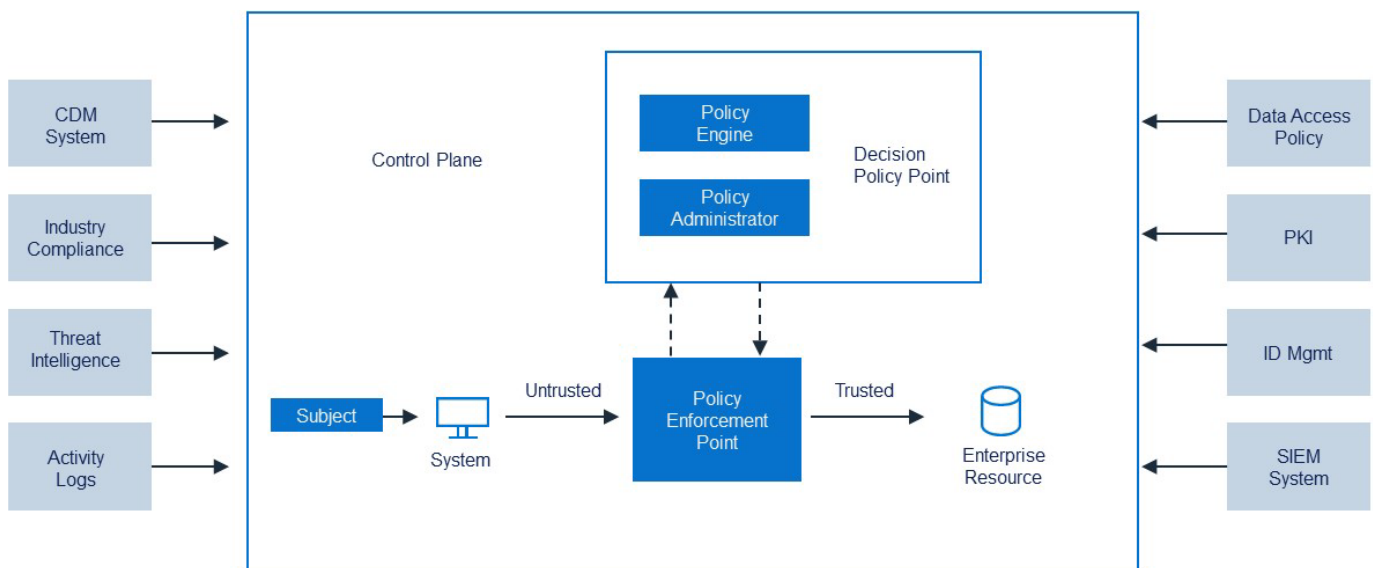 CDM
System
Industry
Compliance
Threat
Intelligence
Activity
Logs
Control Plane
Policy
Engine
Policy
Administrator
Decision
Policy Point
Subject
System
Untrusted
Policy
Enforcement
Point
Trusted
Enterprise
Resource
Data Access
Policy
PKI
ID Mgmt
SIEM
System